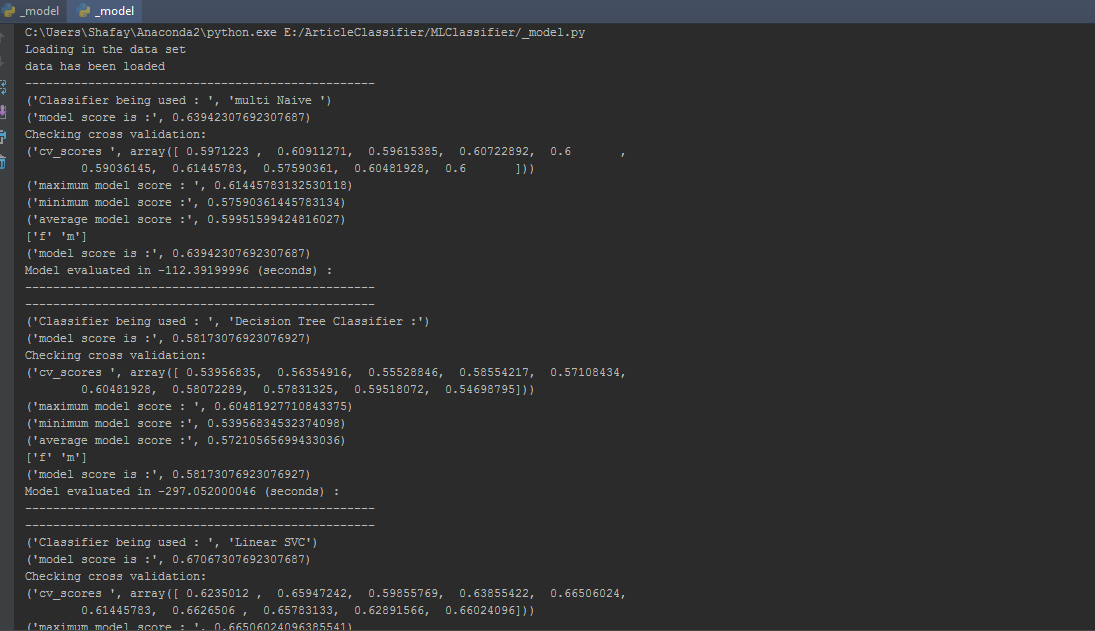 _model
_model
C:\Users\Shafay\Anaconda2\python.exe E:/ArticleClassifier/MLClassifier/_model.py
Loading in the data set
data has been loaded
--------------------------------------------------
('Classifier being used : ', 'multi Naive ')
('model score is :', 0.63942307692307687)
Checking cross validation:
('cv_scores ', array([ 0.5971223 ,  0.60911271,  0.59615385,  0.60722892,  0.6       ,
        0.59036145,  0.61445783,  0.57590361,  0.60481928,  0.6       ]))
('maximum model score : ', 0.61445783132530118)
('minimum model score :', 0.57590361445783134)
('average model score :', 0.59951599424816027)
['f' 'm']
('model score is :', 0.63942307692307687)
Model evaluated in -112.39199996 (seconds) :
--------------------------------------------------
--------------------------------------------------
('Classifier being used : ', 'Decision Tree Classifier :')
('model score is :', 0.58173076923076927)
Checking cross validation:
('cv_scores ', array([ 0.53956835,  0.56354916,  0.55528846,  0.58554217,  0.57108434,
        0.60481928,  0.58072289,  0.57831325,  0.59518072,  0.54698795]))
('maximum model score : ', 0.60481927710843375)
('minimum model score :', 0.53956834532374098)
('average model score :', 0.57210565699433036)
['f' 'm']
('model score is :', 0.58173076923076927)
Model evaluated in -297.052000046 (seconds) :
--------------------------------------------------
--------------------------------------------------
('Classifier being used : ', 'Linear SVC')
('model score is :', 0.67067307692307687)
Checking cross validation:
('cv_scores ', array([ 0.6235012 ,  0.65947242,  0.59855769,  0.63855422,  0.66506024,
        0.61445783,  0.6626506 ,  0.65783133,  0.62891566,  0.66024096]))
('maximum model score : ', 0.66506024096385541)